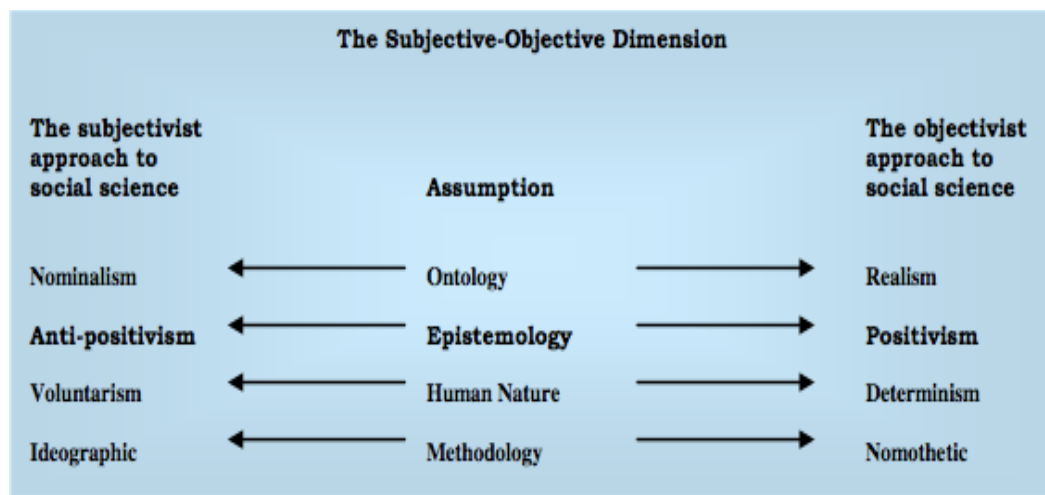 The Subjective-Objective Dimension
The subjectivist
approach to
social science
Assumption
The objectivist
approach to
social science
Nominalism
Ontology
Realism
Anti-positivism
Epistemology
Positivism
Voluntarism
Human Nature
Determinism
Ideographic
Methodology
Nomothetic